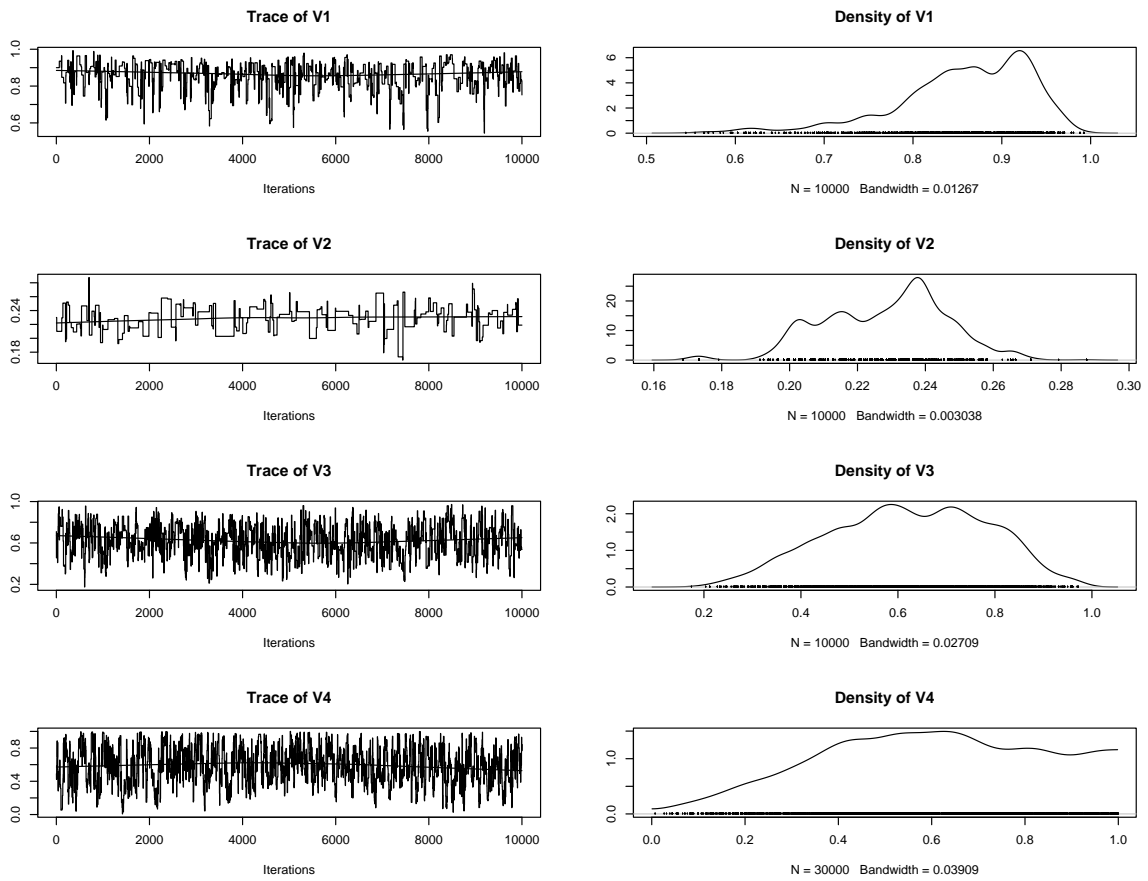 Trace of V1
1.0
0.8
0.6
0 2000 4000 6000 8000 10000
Iterations
Density of V1
6
4
2
0
0.5 0.6 0.7 0.8 0.9 1.0
N = 10000 Bandwidth = 0.01267
Trace of V2
0.24
0.18
0 2000 4000 6000 8000 10000
Iterations
Density of V2
20
10
5
0
0.16 0.18 0.20 0.22 0.24 0.26 0.28 0.30
N = 10000 Bandwidth = 0.003038
Trace of V3
1.0
0.6
0.2
0 2000 4000 6000 8000 10000
Iterations
Density of V3
2.0
1.0
0.0
0.2 0.4 0.6 0.8 1.0
N = 10000 Bandwidth = 0.02709
Trace of V4
0.8
0.4
0.0
0 2000 4000 6000 8000 10000
Iterations
Density of V4
1.0
0.0
0.0 0.2 0.4 0.6 0.8 1.0
N = 30000 Bandwidth = 0.03909